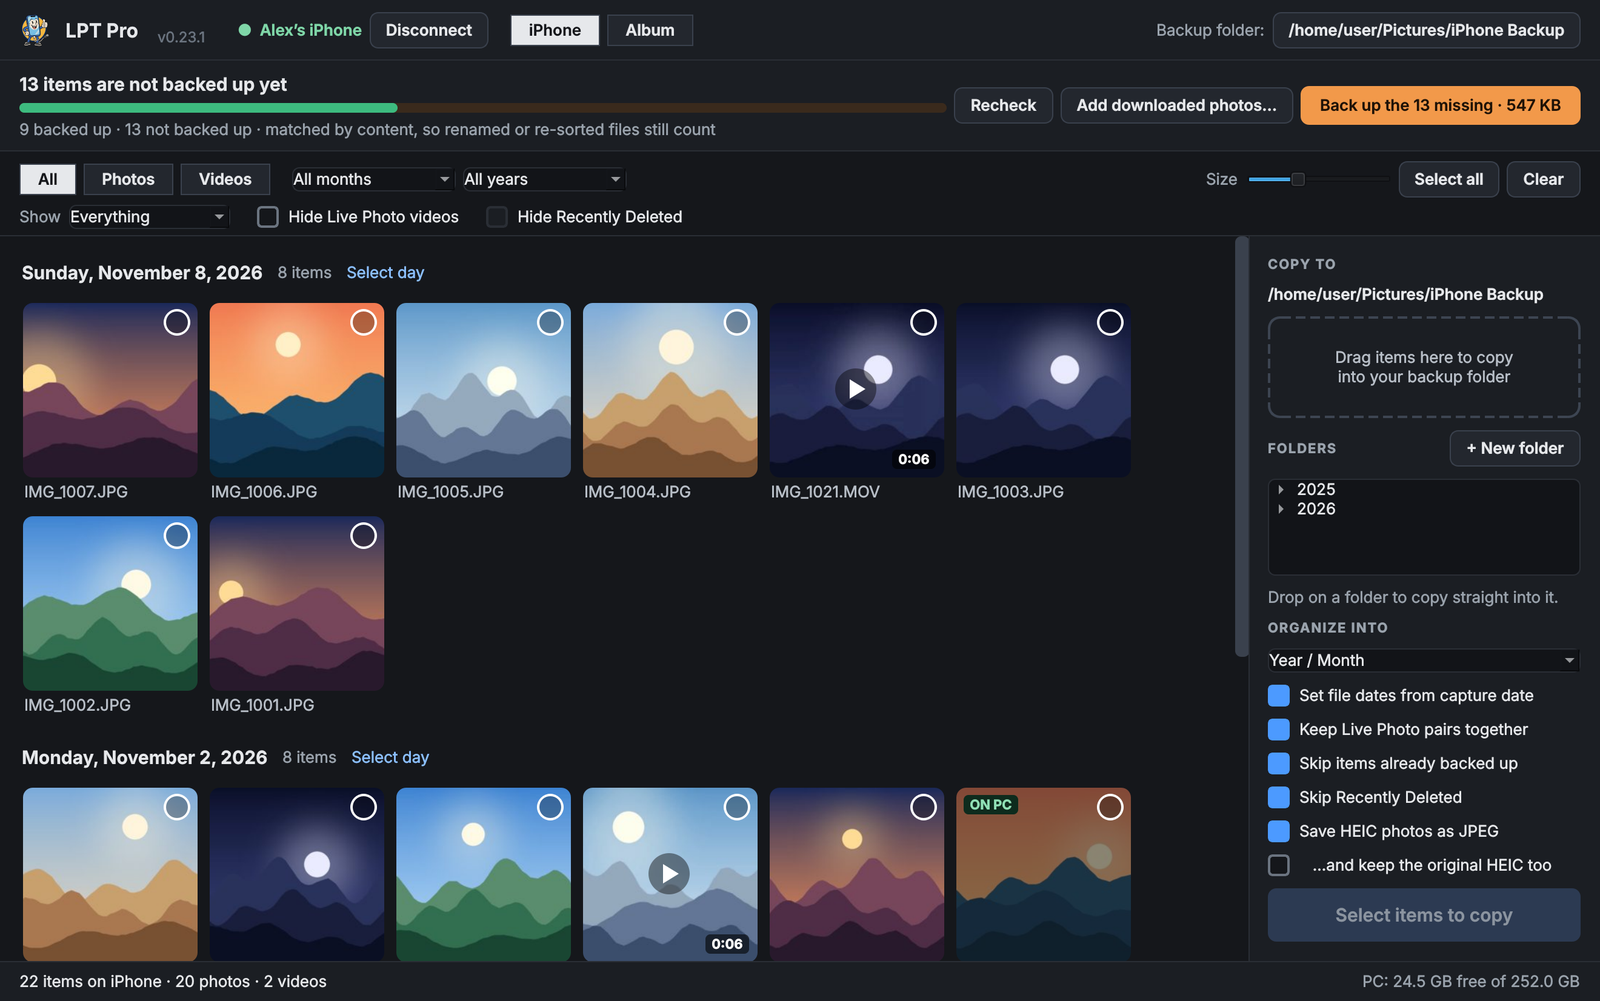 LPT Pro v0.23.1 Alex's iPhone Disconnect iPhone Album Backup folder: /home/user/Pictures/iPhone Backup
13 items are not backed up yet
Recheck Add downloaded photos... Back up the 13 missing · 547 KB
9 backed up · 13 not backed up · matched by content, so renamed or re-sorted files still count
All Photos Videos All months All years Size Select all Clear
Show Everything Hide Live Photo videos Hide Recently Deleted
Sunday, November 8, 2026 8 items Select day
0:06
IMG_1007.JPG IMG_1006.JPG IMG_1005.JPG IMG_1004.JPG IMG_1021.MOV IMG_1003.JPG
IMG_1002.JPG IMG_1001.JPG
Monday, November 2, 2026 8 items Select day
ON PC
0:06
COPY TO
/home/user/Pictures/iPhone Backup
Drag items here to copy
into your backup folder
FOLDERS + New folder
2025
2026
Drop on a folder to copy straight into it.
ORGANIZE INTO
Year / Month
Set file dates from capture date
Keep Live Photo pairs together
Skip items already backed up
Skip Recently Deleted
Save HEIC photos as JPEG
...and keep the original HEIC too
Select items to copy
22 items on iPhone · 20 photos · 2 videos PC: 24.5 GB free of 252.0 GB